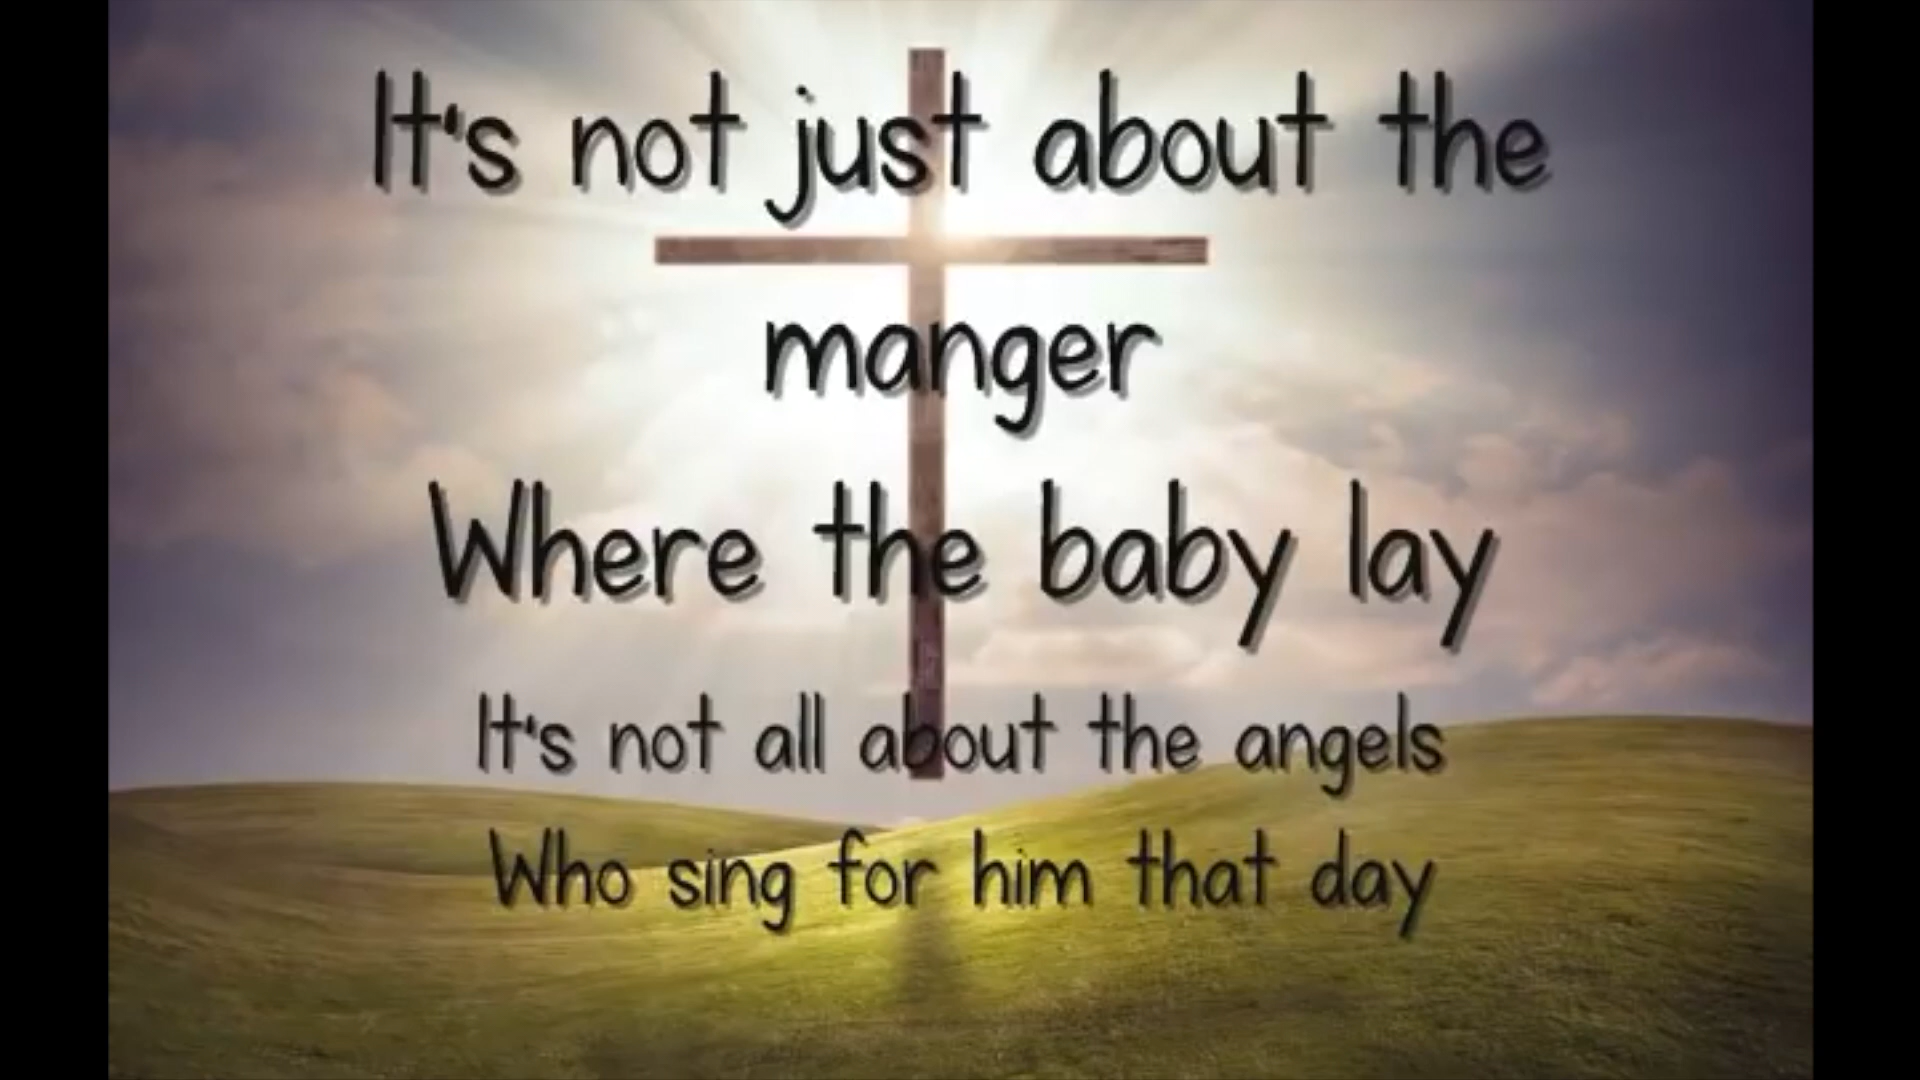 It's not just about the
manger
Where the baby lay
It's not all about the angels
Who sing for him that day